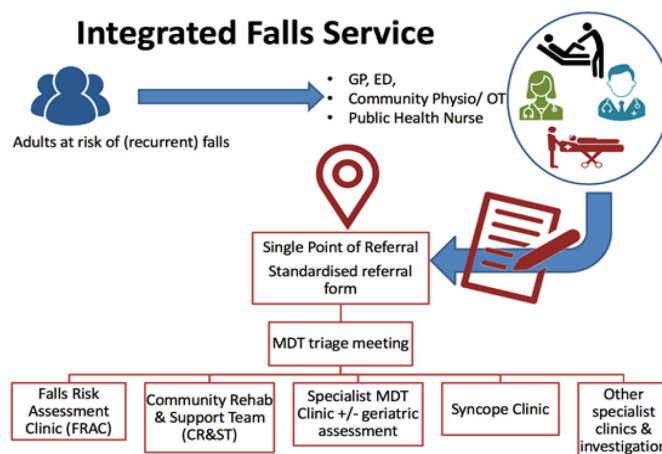 Integrated Falls Service
• GP, ED,
• Community Physio/ OT
• Public Health Nurse
Adults at risk of (recurrent) falls
Single Point of Referral
Standardised referral
form
MDT triage meeting
Falls Risk
Assessment
Clinic (FRAC)
Community Rehab
& Support Team
(CR&ST)
Specialist MDT
Clinic +/- geriatric
assessment
Syncope Clinic
Other
specialist
clinics &
investigation